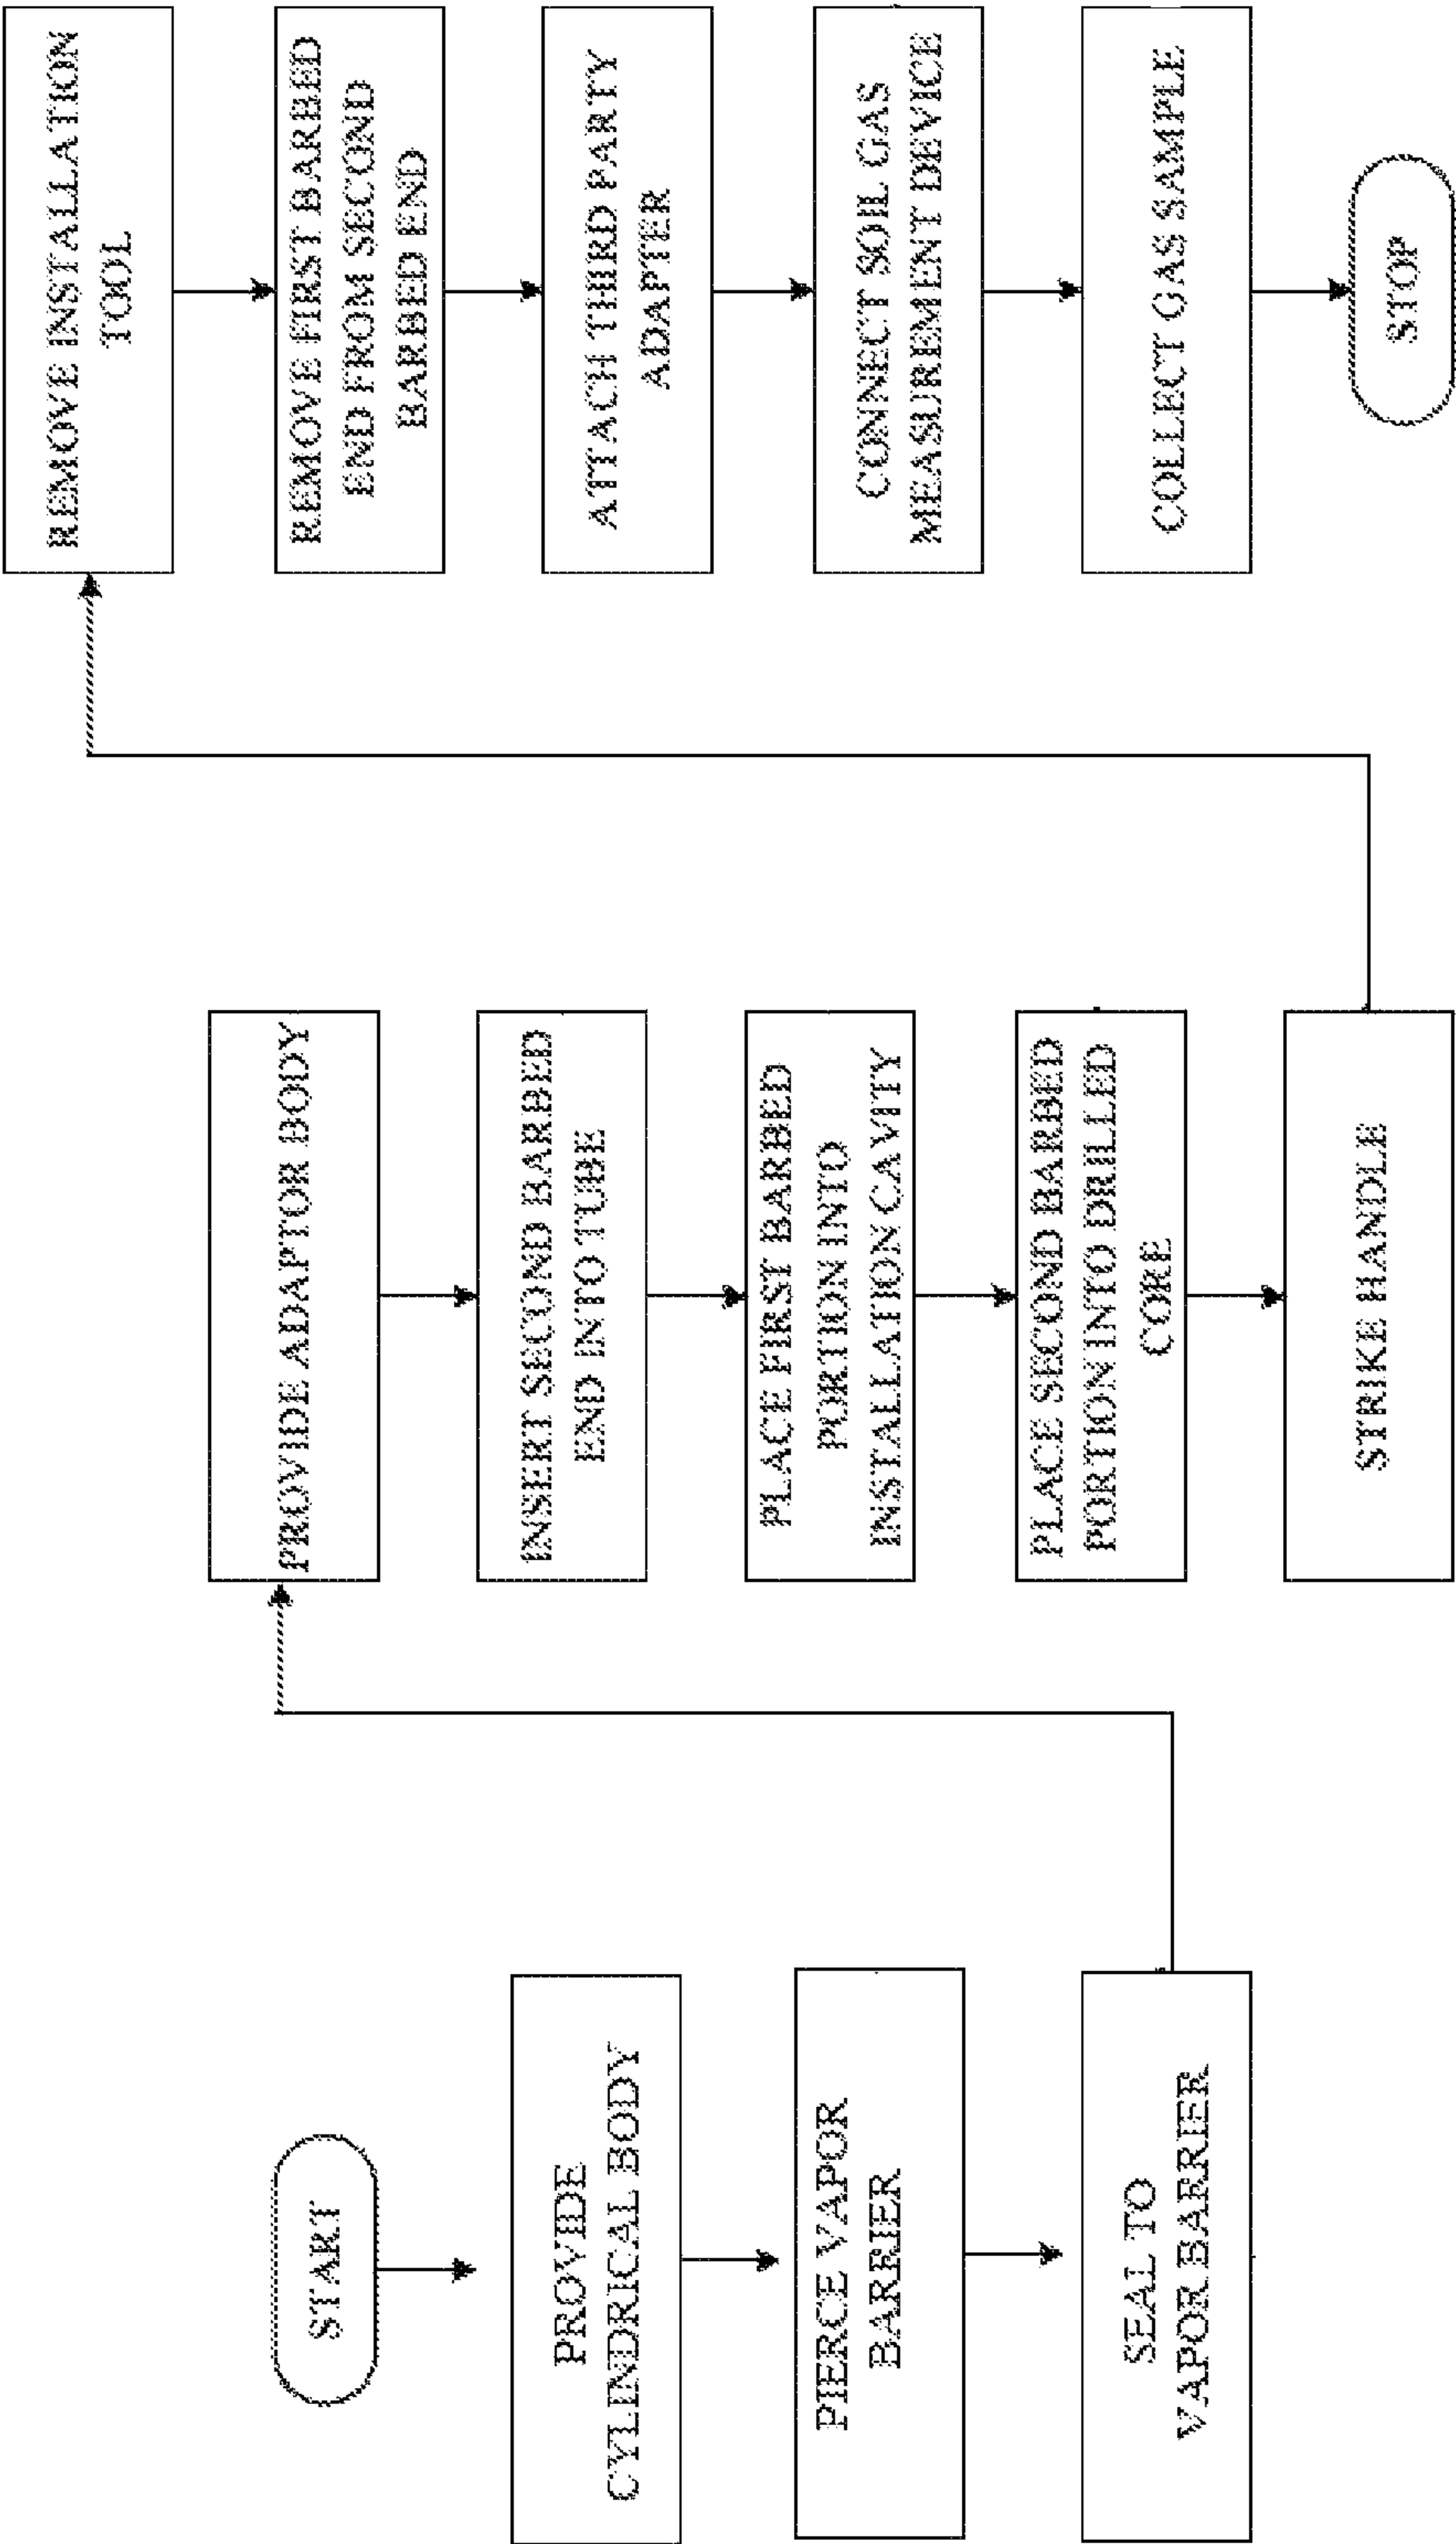 START
PROVIDE
CYLINDRICAL BODY
PIERCE VAPOR
BARRIER
SEAL TO
VAPOR BARRIER
PROVIDE ADAPTOR BODY
INSERT SECOND BARBED
END INTO TUBE
PLACE FIRST BARBED
PORTION INTO
INSTALLATION CAVITY
PLACE SECOND BARBED
PORTION INTO DRILLED
CORE
STRIKE HANDLE
REMOVE INSTALLATION
TOOL
REMOVE FIRST BARBED
END FROM SECOND
BARBED END
ATTACH THIRD PARTY
ADAPTER
CONNECT SOIL GAS
MEASUREMENT DEVICE
COLLECT GAS SAMPLE
STOP